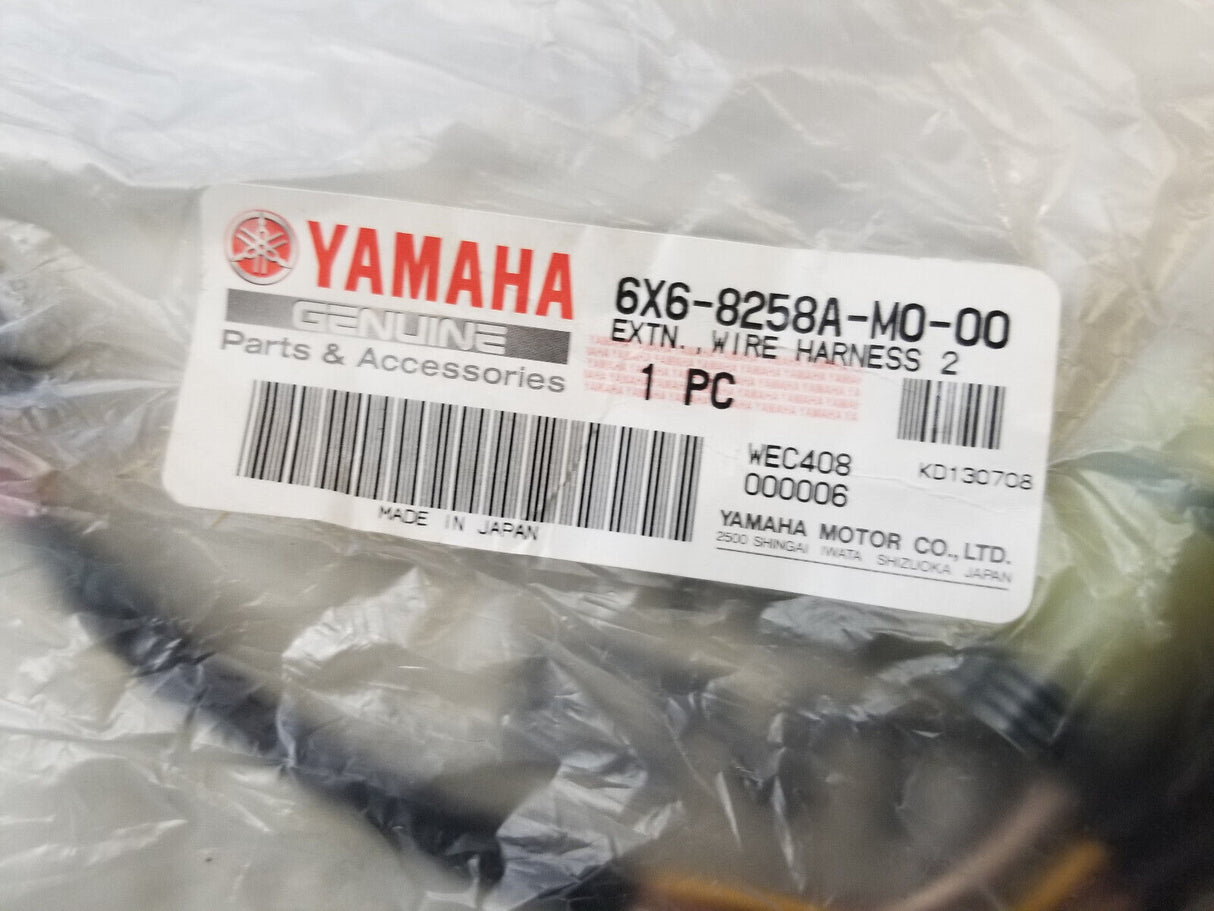 YAMAHA
GENUINE
Parts & Accessories
6X6-8258A-M0-00
EXTN.,WIRE HARNESS 2
1 PC
WEC408
000006
KD130708
MADE IN JAPAN
YAMAHA MOTOR CO.,LTD.
2500 SHINGAI IWATA SHIZUOKA JAPAN